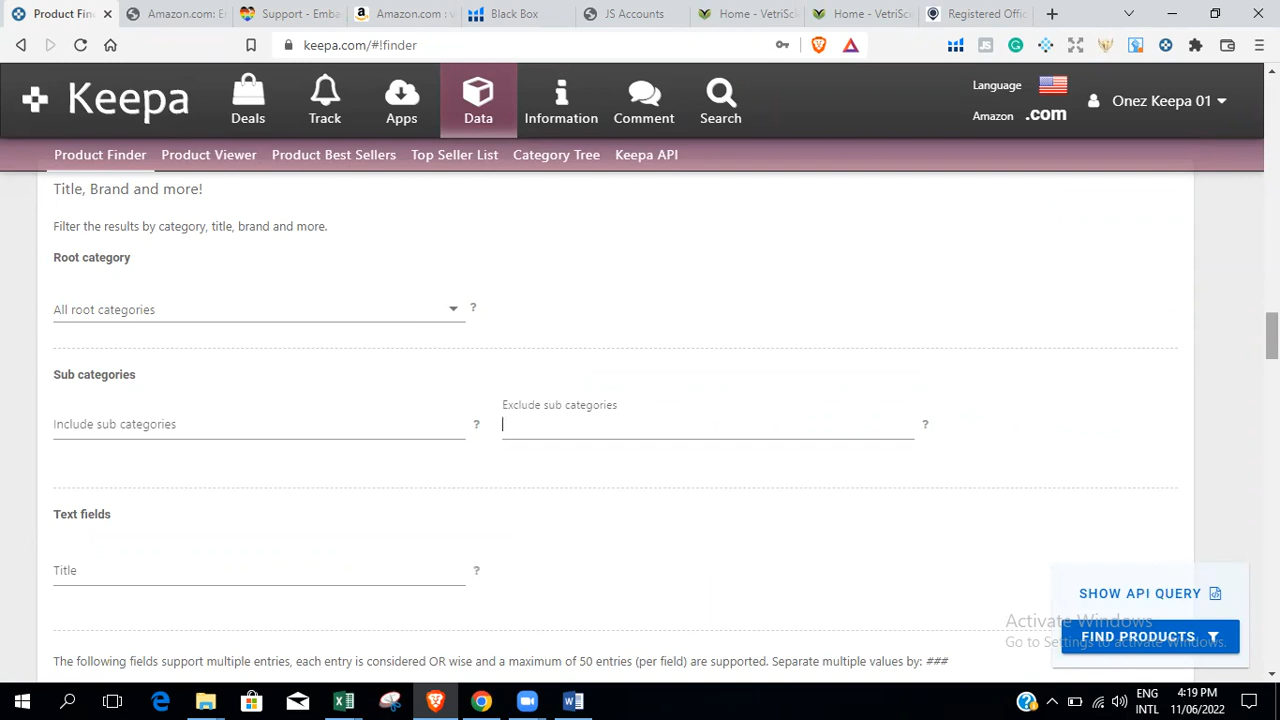 Product Fin
Amazon.com: E
Support - Emba
Amazon.com : v
Black Box
JS Accounts
Home - VetriSci
Home - VetriSci
Registered Offic
keepa.com/#!finder
Keepa
Deals
Track
Apps
Data
Information
Comment
Search
Language
Amazon .com
Onez Keepa 01
Product Finder
Product Viewer
Product Best Sellers
Top Seller List
Category Tree
Keepa API
Title, Brand and more!
Filter the results by category, title, brand and more.
Root category
All root categories ?
Sub categories
Exclude sub categories
Include sub categories ? ?
Text fields
Title ?
SHOW API QUERY
Activate Windows
FIND PRODUCTS
Go to Settings to activate Windows.
The following fields support multiple entries, each entry is considered OR wise and a maximum of 50 entries (per field) are supported. Separate multiple values by: ###
ENG
INTL
4:19 PM
11/06/2022